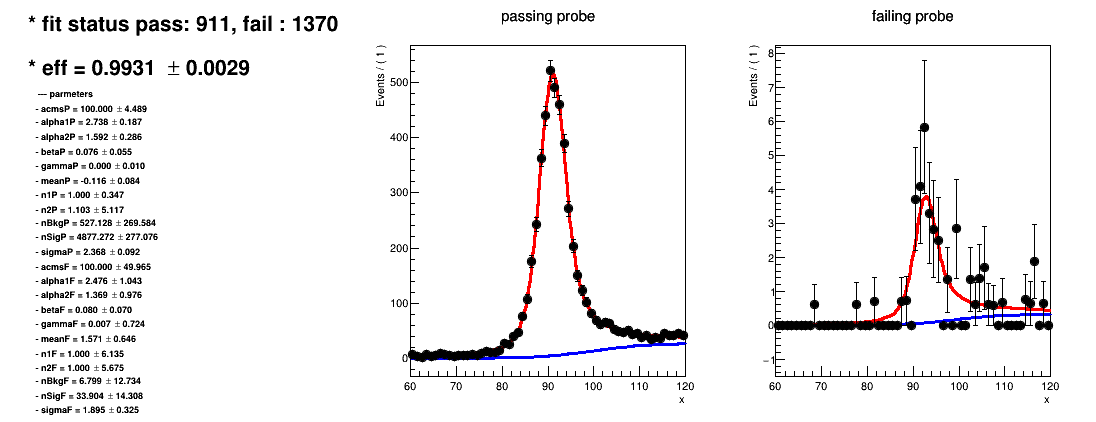 * fit status pass: 911, fail : 1370
* eff = 0.9931 ± 0.0029
--- parmeters
- acmsP = 100.000 ± 4.489
- alpha1P = 2.738 ± 0.187
- alpha2P = 1.592 ± 0.286
- betaP = 0.076 ± 0.055
- gammaP = 0.000 ± 0.010
- meanP = -0.116 ± 0.084
- n1P = 1.000 ± 0.347
- n2P = 1.103 ± 5.117
- nBkgP = 527.128 ± 269.584
- nSigP = 4877.272 ± 277.076
- sigmaP = 2.368 ± 0.092
- acmsF = 100.000 ± 49.965
- alpha1F = 2.476 ± 1.043
- alpha2F = 1.369 ± 0.976
- betaF = 0.080 ± 0.070
- gammaF = 0.007 ± 0.724
- meanF = 1.571 ± 0.646
- n1F = 1.000 ± 6.135
- n2F = 1.000 ± 5.675
- nBkgF = 6.799 ± 12.734
- nSigF = 33.904 ± 14.308
- sigmaF = 1.895 ± 0.325
passing probe
Events / ( 1 )
500
400
300
200
100
0
60 70 80 90 100 110 120
x
failing probe
Events / ( 1 )
8
7
6
5
4
3
2
1
0
−1
60 70 80 90 100 110 120
x